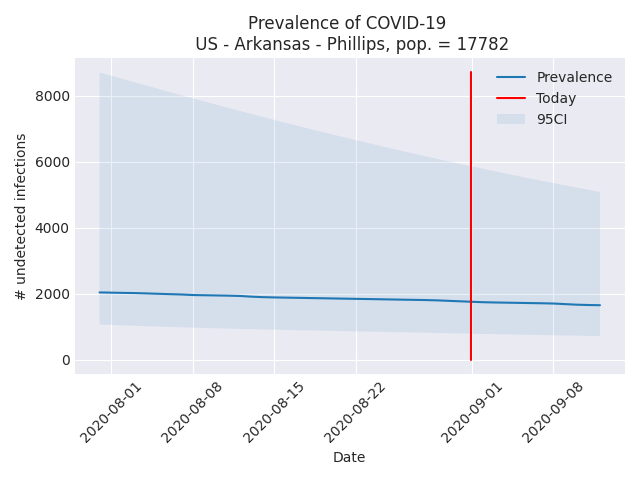 Prevalence of COVID-19
US - Arkansas - Phillips, pop. = 17782
# undetected infections
8000
6000
4000
2000
0
Prevalence
Today
95CI
2020-08-01
2020-08-08
2020-08-15
2020-08-22
2020-09-01
2020-09-08
Date